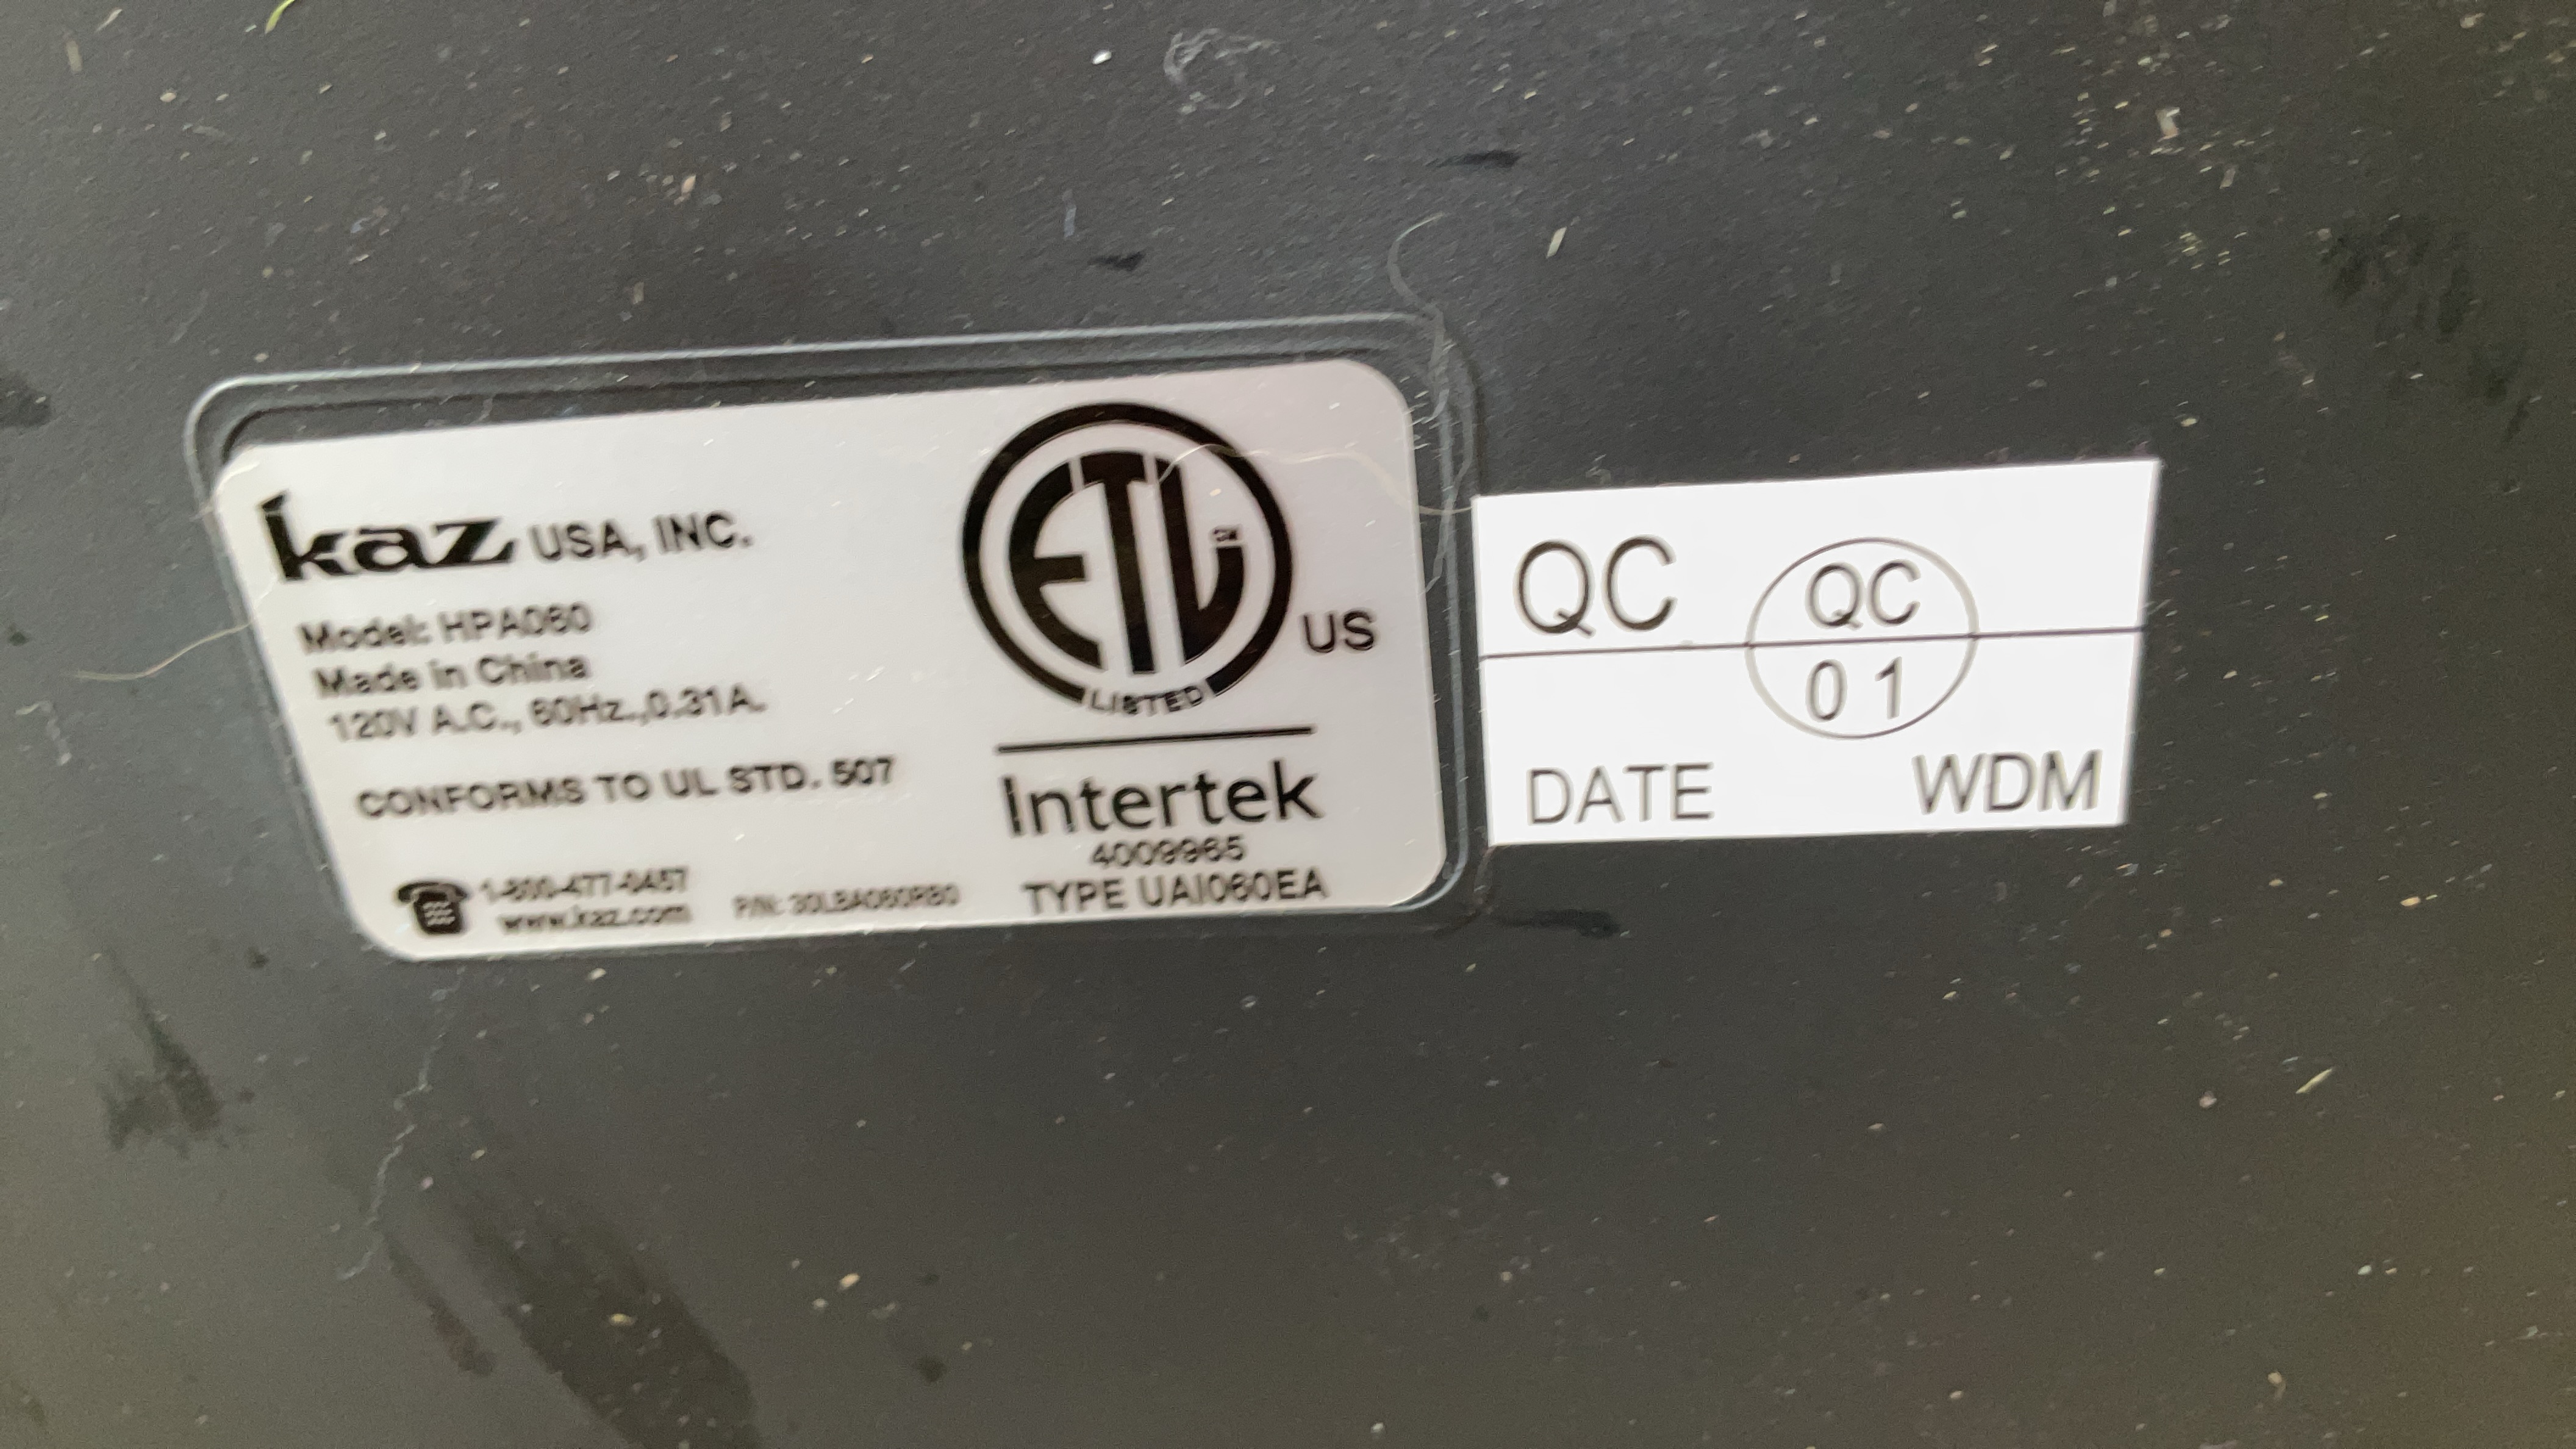 kaz USA, INC.
Model: HPA060
Made in China
120V A.C., 60Hz.,0.31A.
CONFORMS TO UL STD. 507
1-800-477-0457
www.kaz.com
P/N:
ETL
LISTED
US
Intertek
4009965
TYPE UAI060EA
QC
QC
01
DATE WDM